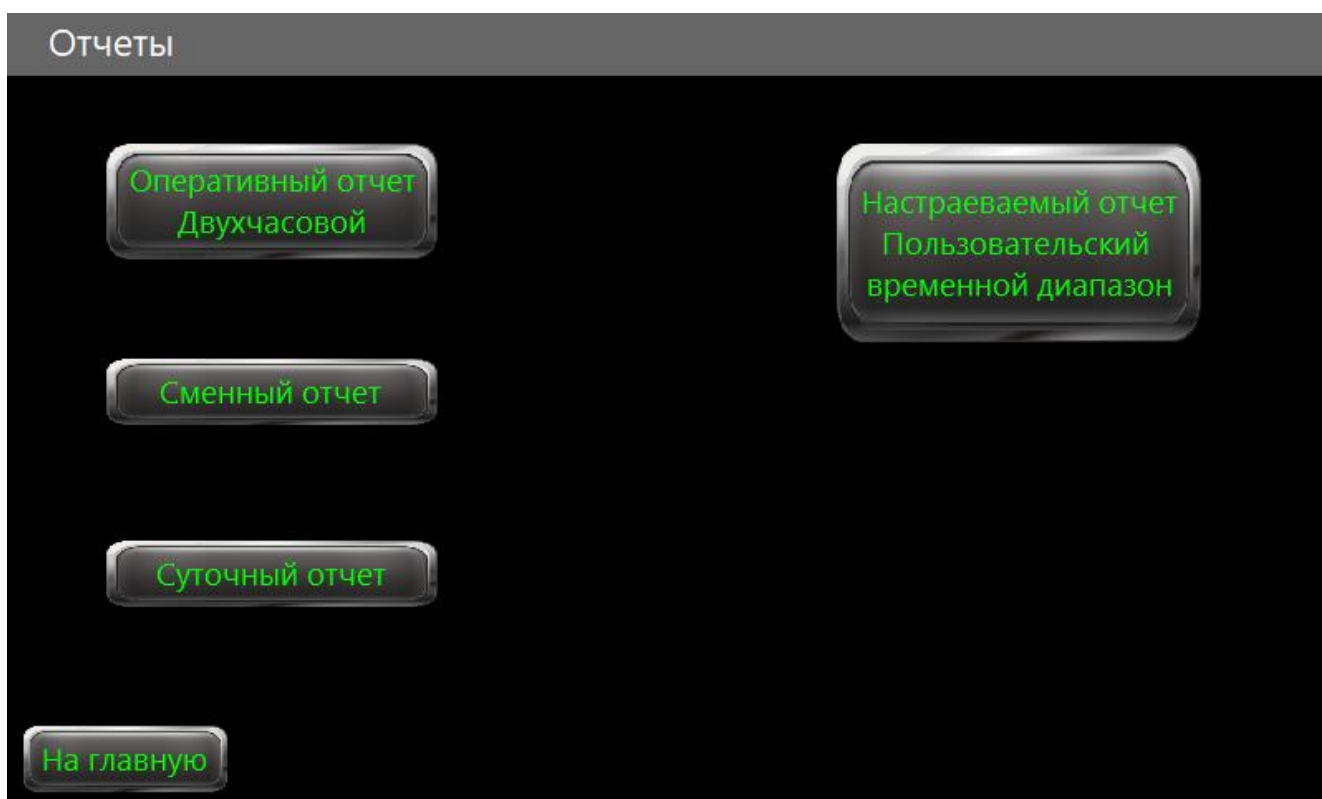 Отчеты
Оперативный отчет
Двухчасовой
Настраеваемый отчет
Пользовательский
временной диапазон
Сменный отчет
Суточный отчет
На главную